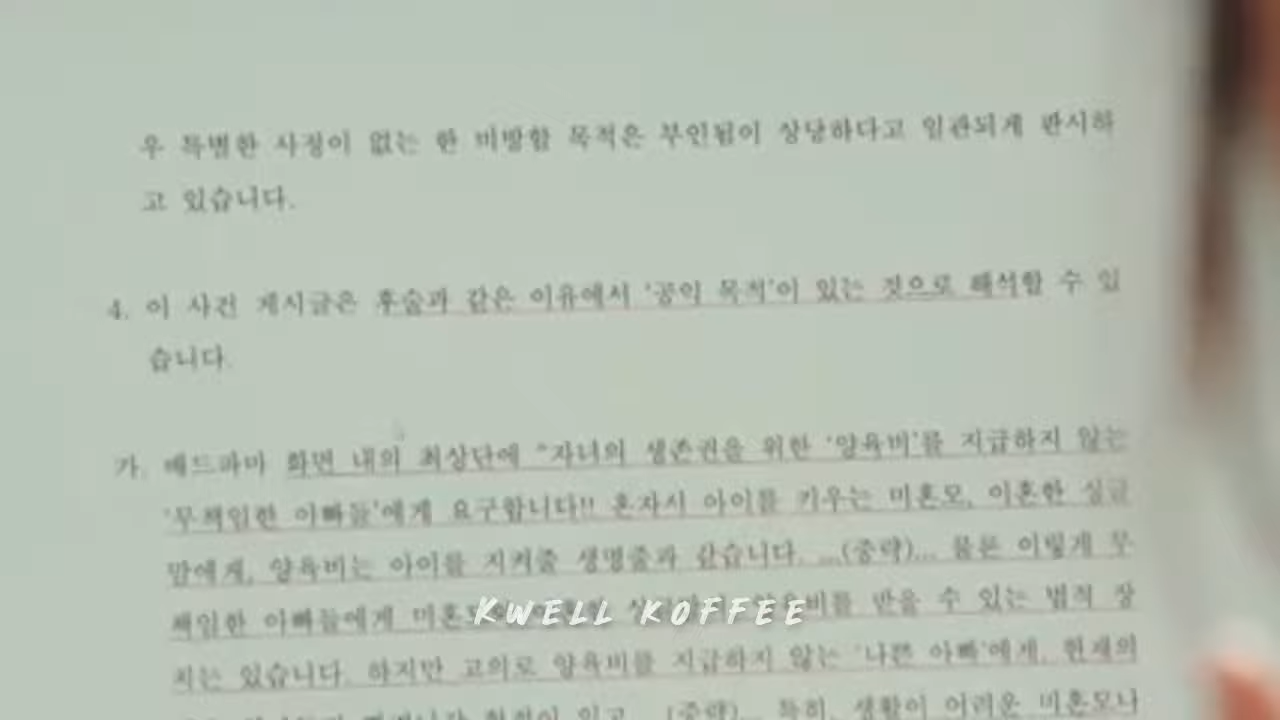 우 특별한 사정이 없는 한 비방할 목적은 부인됨이 상당하다고 일관되게 판시하
고 있습니다.
4. 이 사건 게시글은 후술과 같은 이유에서 '공익 목적'이 있는 것으로 해석할 수 있
습니다.
가. 배드파마 화면 내의 최상단에 "자녀의 생존권을 위한 '양육비'를 지급하지 않는
'무책임한 아빠들'에게 요구합니다!! 혼자서 아이를 키우는 미혼모, 이혼한 싱글
맘에게, 양육비는 아이를 지켜줄 생명줄과 같습니다. ...(중략)... 물론 이렇게 무
책임한 아빠들에게 양육비를 받을 수 있는 법적 장
치는 있습니다. 하지만 고의로 양육비를 지급하지 않는 '나쁜 아빠'에게, 현재의
(중략)... 특히, 생활이 어려운 미혼모나
KWELL KOFFEE